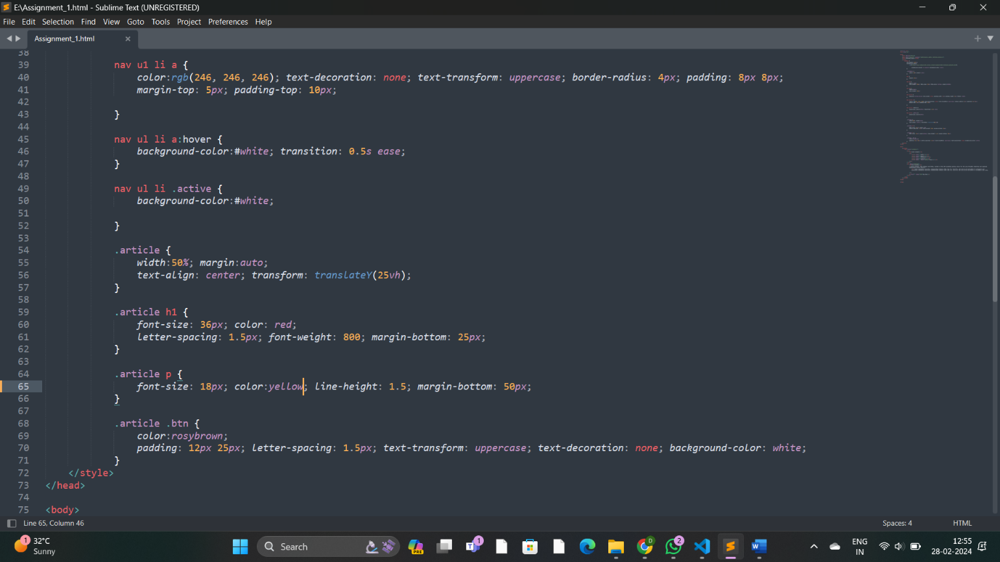 E:\Assignment_1.html - Sublime Text (UNREGISTERED)
File Edit Selection Find View Goto Tools Project Preferences Help
Assignment_1.html
38
39 nav u1 li a {
40 color:rgb(246, 246, 246); text-decoration: none; text-transform: uppercase; border-radius: 4px; padding: 8px 8px;
41 margin-top: 5px; padding-top: 10px;
42
43 }
44
45 nav ul li a:hover {
46 background-color:#white; transition: 0.5s ease;
47 }
48
49 nav ul li .active {
50 background-color:#white;
51
52 }
53
54 .article {
55 width:50%; margin:auto;
56 text-align: center; transform: translateY(25vh);
57 }
58
59 .article h1 {
60 font-size: 36px; color: red;
61 letter-spacing: 1.5px; font-weight: 800; margin-bottom: 25px;
62 }
63
64 .article p {
65 font-size: 18px; color:yellow; line-height: 1.5; margin-bottom: 50px;
66 }
67
68 .article .btn {
69 color:rosybrown;
70 padding: 12px 25px; letter-spacing: 1.5px; text-transform: uppercase; text-decoration: none; background-color: white;
71 }
72 </style>
73 </head>
74
75 <body>
Line 65, Column 46 Spaces: 4 HTML
1 32°C
Sunny
Search
PRE
1
D
2
ENG
IN
12:55
28-02-2024